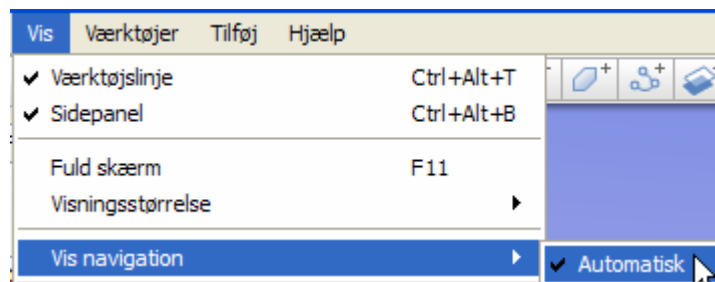 Vis Værktøjer Tilføj Hjælp
Værktøjslinje Ctrl+Alt+T
Sidepanel Ctrl+Alt+B
Fuld skærm F11
Visningsstørrelse
Vis navigation
Automatisk